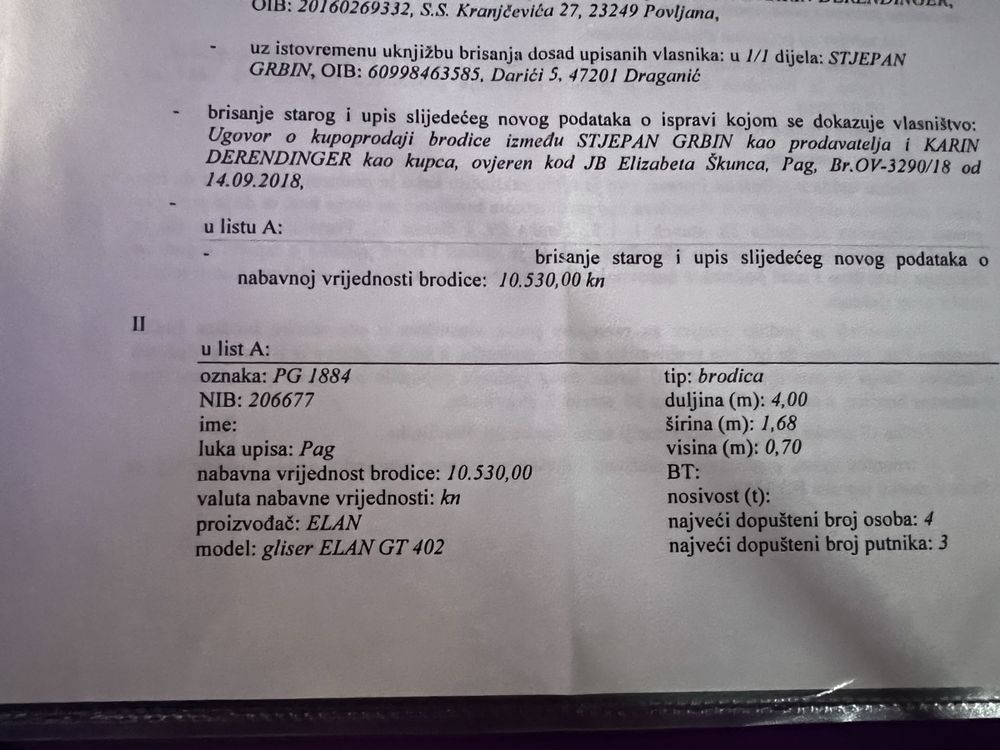 OIB: 20160269332, S.S. Kranjčevića 27, 23249 Povljana,
- uz istovremenu uknjižbu brisanja dosad upisanih vlasnika: u 1/1 dijela: STJEPAN
GRBIN, OIB: 60998463585, Darići 5, 47201 Draganić
- brisanje starog i upis slijedećeg novog podataka o ispravi kojom se dokazuje vlasništvo:
Ugovor o kupoprodaji brodice između STJEPAN GRBIN kao prodavatelja i KARIN
DERENDINGER kao kupca, ovjeren kod JB Elizabeta Škunca, Pag, Br.OV-3290/18 od
14.09.2018,
-
u listu A:
- brisanje starog i upis slijedećeg novog podataka o
nabavnoj vrijednosti brodice: 10.530,00 kn
II
u list A:
oznaka: PG 1884
NIB: 206677
ime:
luka upisa: Pag
nabavna vrijednost brodice: 10.530,00
valuta nabavne vrijednosti: kn
proizvođač: ELAN
model: gliser ELAN GT 402
tip: brodica
duljina (m): 4,00
širina (m): 1,68
visina (m): 0,70
BT:
nosivost (t):
najveći dopušteni broj osoba: 4
najveći dopušteni broj putnika: 3